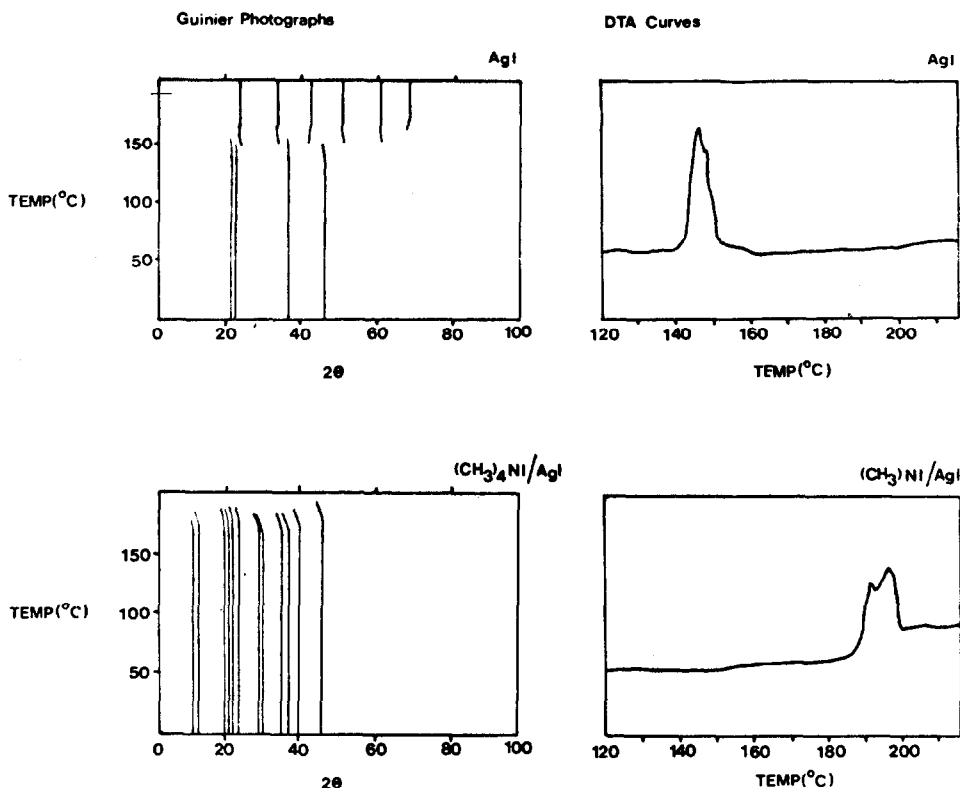 Guinier Photographs
DTA Curves
AgI
AgI
150
100
50
TEMP(°C)
0 20 40 60 80 100
2θ
120 140 160 180 200
TEMP(°C)
(CH3)4 NI/AgI
(CH3) NI/AgI
150
100
50
TEMP(°C)
0 20 40 60 80 100
2θ
120 140 160 180 200
TEMP(°C)